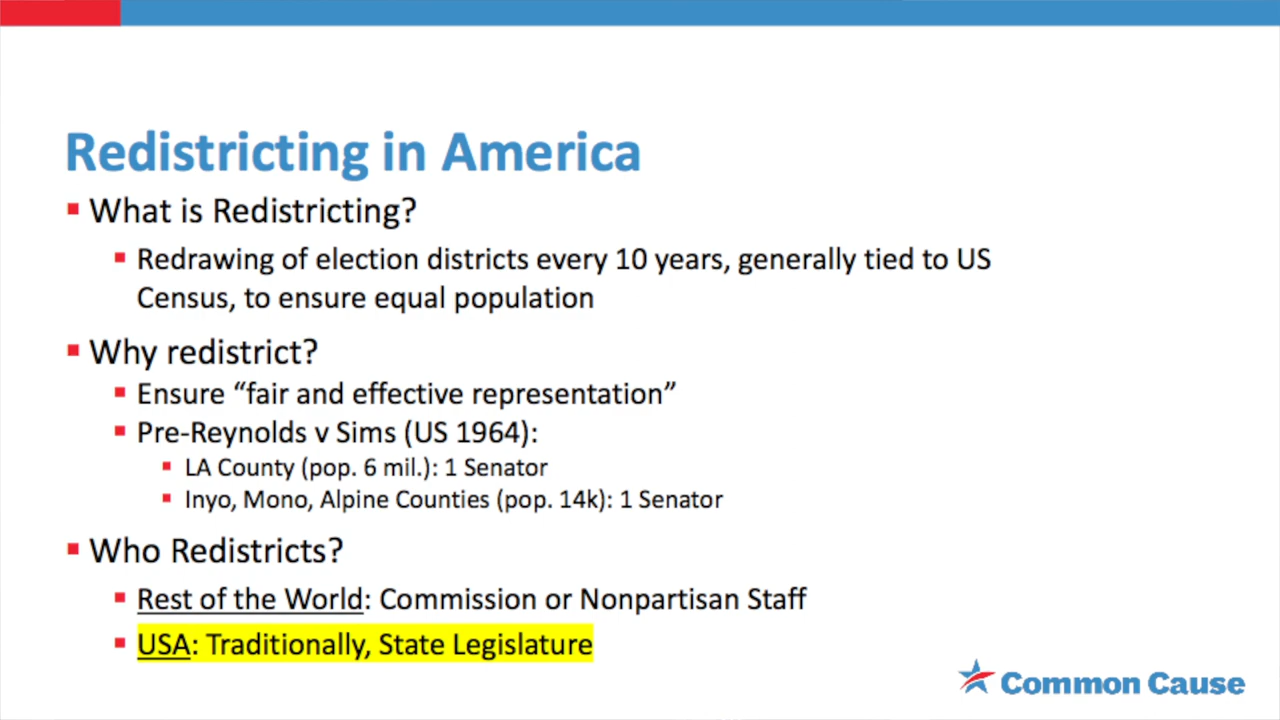 Redistricting in America
What is Redistricting?
Redrawing of election districts every 10 years, generally tied to US
Census, to ensure equal population
Why redistrict?
Ensure “fair and effective representation”
Pre-Reynolds v Sims (US 1964):
LA County (pop. 6 mil.): 1 Senator
Inyo, Mono, Alpine Counties (pop. 14k): 1 Senator
Who Redistricts?
Rest of the World: Commission or Nonpartisan Staff
USA: Traditionally, State Legislature
Common Cause